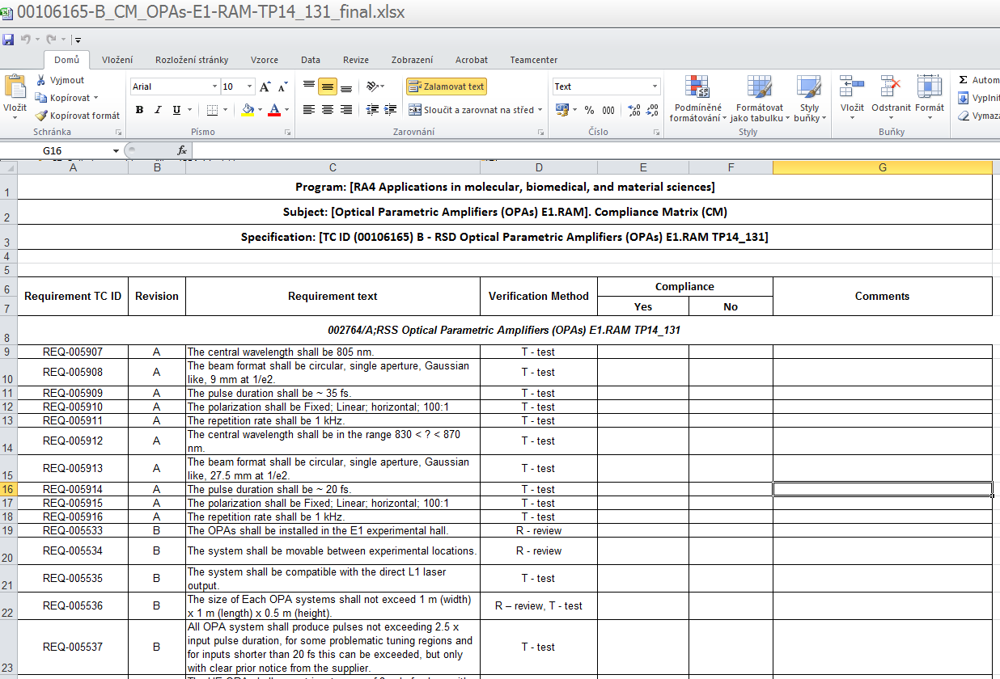 00106165-B_CM_OPAs-E1-RAM-TP14_131_final.xlsx
Domů Vložení Rozložení stránky Vzorce Data Revize Zobrazení Acrobat Teamcenter
Vložit
Vyjmout
Kopírovat
Kopírovat formát
Schránka
Arial 10 A A
B I U A
Písmo
Zalamovat text
Sloučit a zarovnat na střed
Zarovnání
Text
% 000
Číslo
Podmíněné formátování
Formátovat jako tabulku
Styly buňky
Styly
Vložit Odstranit Formát
Buňky
Σ Autom
Vyplnit
Vymaza
G16 fx
A B C D E F G
1 Program: [RA4 Applications in molecular, biomedical, and material sciences]
2 Subject: [Optical Parametric Amplifiers (OPAs) E1.RAM]. Compliance Matrix (CM)
3 Specification: [TC ID (00106165) B - RSD Optical Parametric Amplifiers (OPAs) E1.RAM TP14_131]
4
5
6 Requirement TC ID Revision Requirement text Verification Method Compliance Comments
7 Yes No
8 002764/A;RSS Optical Parametric Amplifiers (OPAs) E1.RAM TP14_131
9 REQ-005907 A The central wavelength shall be 805 nm. T - test
10 REQ-005908 A The beam format shall be circular, single aperture, Gaussian
like, 9 mm at 1/e2. T - test
11 REQ-005909 A The pulse duration shall be ~ 35 fs. T - test
12 REQ-005910 A The polarization shall be Fixed; Linear; horizontal; 100:1 T - test
13 REQ-005911 A The repetition rate shall be 1 kHz. T - test
14 REQ-005912 A The central wavelength shall be in the range 830 < ? < 870
nm. T - test
15 REQ-005913 A The beam format shall be circular, single aperture, Gaussian
like, 27.5 mm at 1/e2. T - test
16 REQ-005914 A The pulse duration shall be ~ 20 fs. T - test
17 REQ-005915 A The polarization shall be Fixed; Linear; horizontal; 100:1 T - test
18 REQ-005916 A The repetition rate shall be 1 kHz. T - test
19 REQ-005533 B The OPAs shall be installed in the E1 experimental hall. R - review
20 REQ-005534 B The system shall be movable between experimental locations. R - review
21 REQ-005535 B The system shall be compatible with the direct L1 laser
output. T - test
22 REQ-005536 B The size of Each OPA systems shall not exceed 1 m (width)
x 1 m (length) x 0.5 m (height). R – review, T - test
23 REQ-005537 B All OPA system shall produce pulses not exceeding 2.5 x
input pulse duration, for some problematic tuning regions and
for inputs shorter than 20 fs this can be exceeded, but only
with clear prior notice from the supplier. T - test